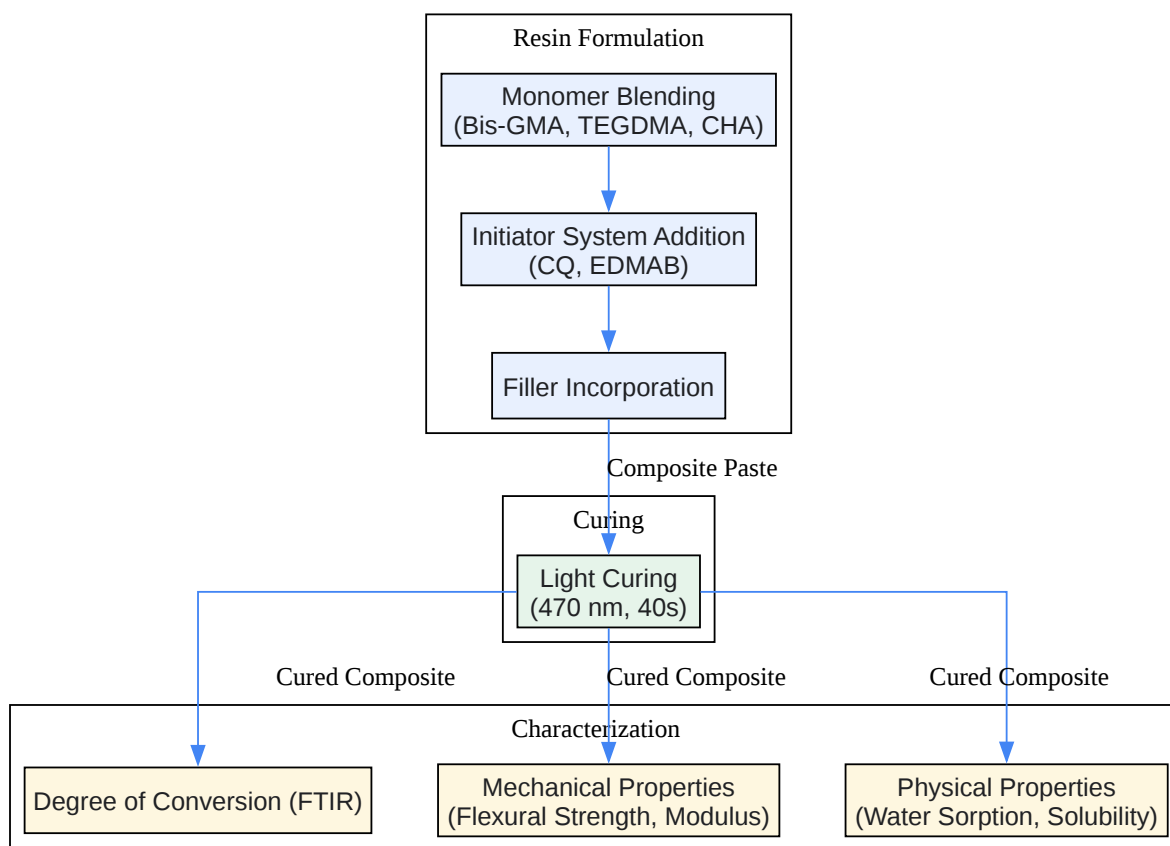 Resin Formulation
Monomer Blending
(Bis-GMA, TEGDMA, CHA)
Initiator System Addition
(CQ, EDMAB)
Filler Incorporation
Composite Paste
Curing
Light Curing
(470 nm, 40s)
Cured Composite
Cured Composite
Cured Composite
Characterization
Degree of Conversion (FTIR)
Mechanical Properties
(Flexural Strength, Modulus)
Physical Properties
(Water Sorption, Solubility)